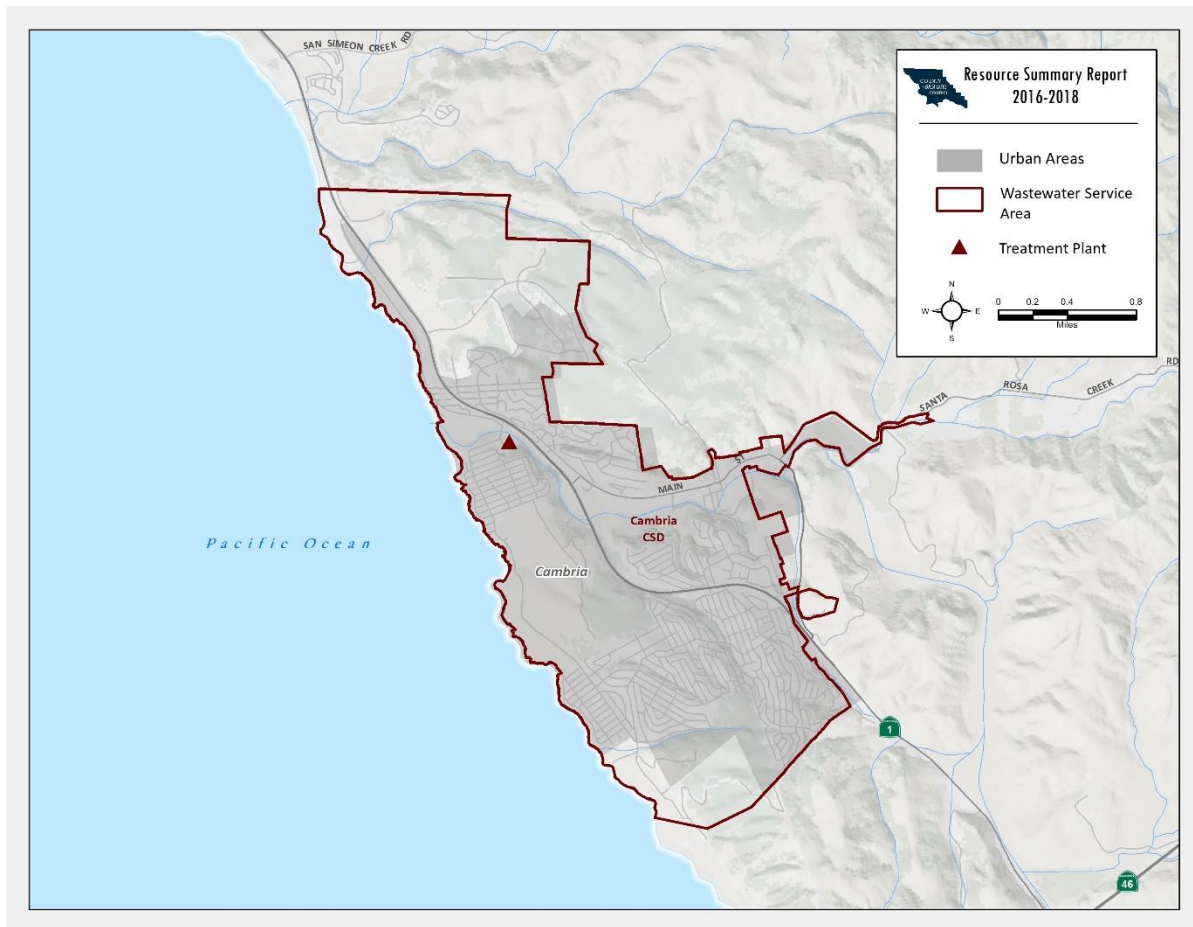 SAN SIMEON CREEK RD
Resource Summary Report
2016-2018
Urban Areas
Wastewater Service
Area
Treatment Plant
N
W
E
S
0 0.2 0.4 0.8
Miles
SANTA ROSA CREEK RD
MAIN ST
Cambria
CSD
Pacific Ocean
Cambria
1
46